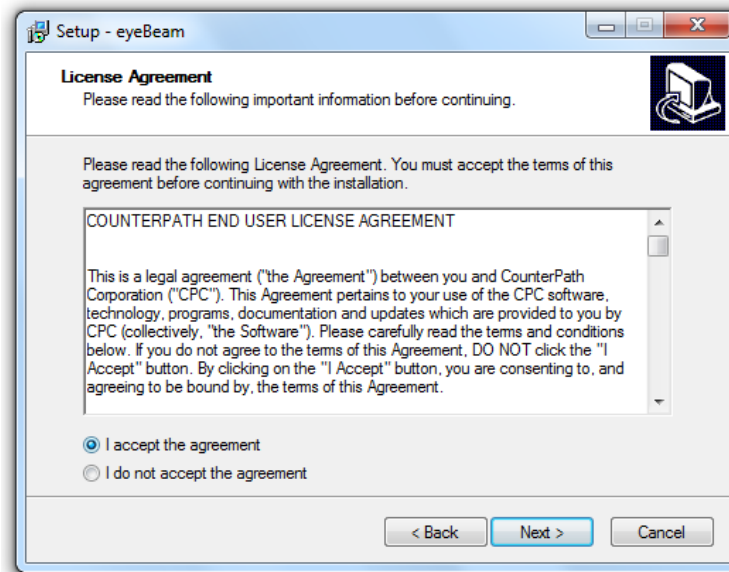 Setup - eyeBeam
License Agreement
Please read the following important information before continuing.
Please read the following License Agreement. You must accept the terms of this
agreement before continuing with the installation.
COUNTERPATH END USER LICENSE AGREEMENT
This is a legal agreement ("the Agreement") between you and CounterPath
Corporation ("CPC"). This Agreement pertains to your use of the CPC software,
technology, programs, documentation and updates which are provided to you by
CPC (collectively, "the Software"). Please carefully read the terms and conditions
below. If you do not agree to the terms of this Agreement, DO NOT click the "I
Accept" button. By clicking on the "I Accept" button, you are consenting to, and
agreeing to be bound by, the terms of this Agreement.
I accept the agreement
I do not accept the agreement
< Back Next > Cancel